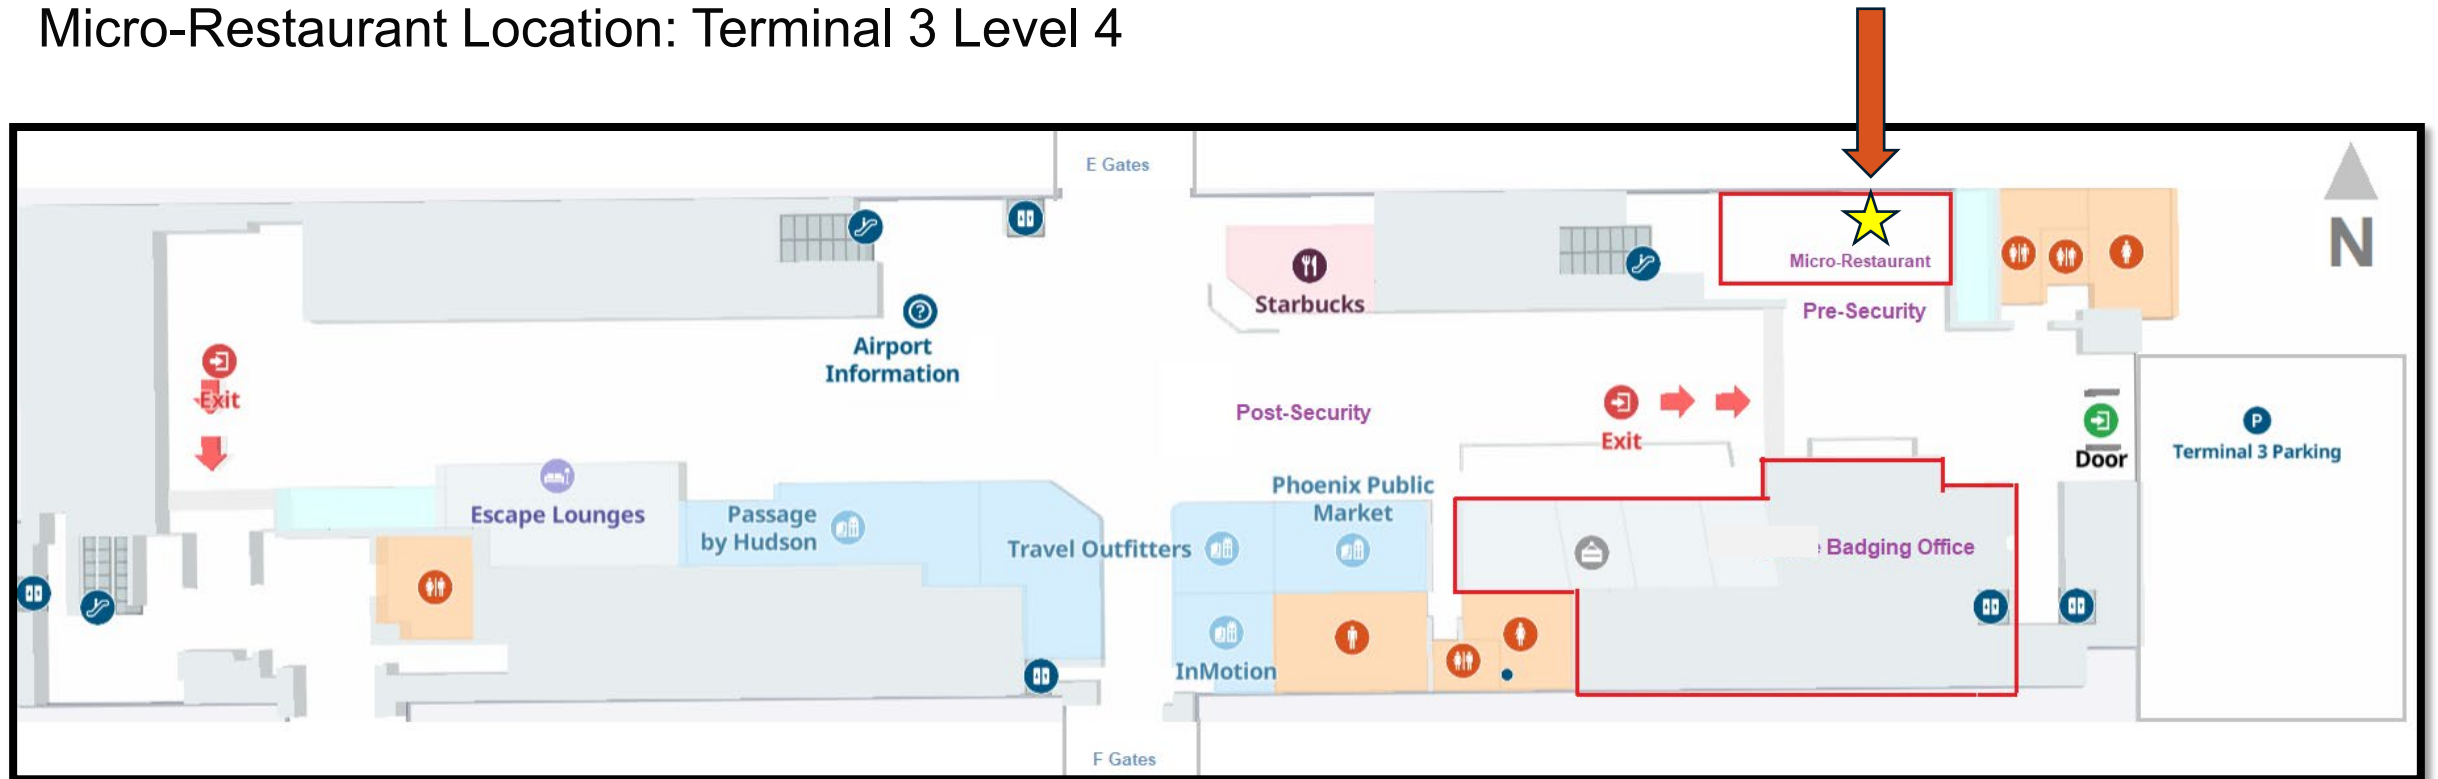 Micro-Restaurant Location: Terminal 3 Level 4
E Gates
N
Starbucks
Micro-Restaurant
Pre-Security
Airport
Information
Exit
Post-Security
Exit
Door
P
Terminal 3 Parking
Escape Lounges
Passage
by Hudson
Travel Outfitters
Phoenix Public
Market
Badging Office
InMotion
F Gates